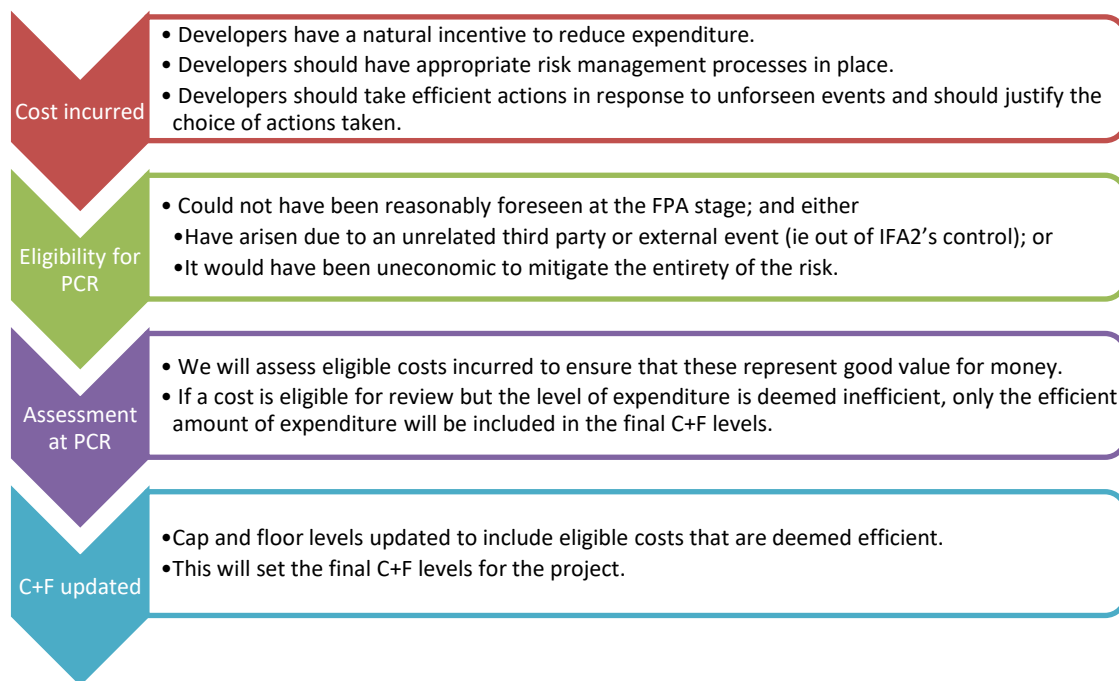 Cost incurred
• Developers have a natural incentive to reduce expenditure.
• Developers should have appropriate risk management processes in place.
• Developers should take efficient actions in response to unforseen events and should justify the
choice of actions taken.
Eligibility for
PCR
• Could not have been reasonably foreseen at the FPA stage; and either
•Have arisen due to an unrelated third party or external event (ie out of IFA2's control); or
•It would have been uneconomic to mitigate the entirety of the risk.
Assessment
at PCR
• We will assess eligible costs incurred to ensure that these represent good value for money.
• If a cost is eligible for review but the level of expenditure is deemed inefficient, only the efficient
amount of expenditure will be included in the final C+F levels.
C+F updated
•Cap and floor levels updated to include eligible costs that are deemed efficient.
•This will set the final C+F levels for the project.